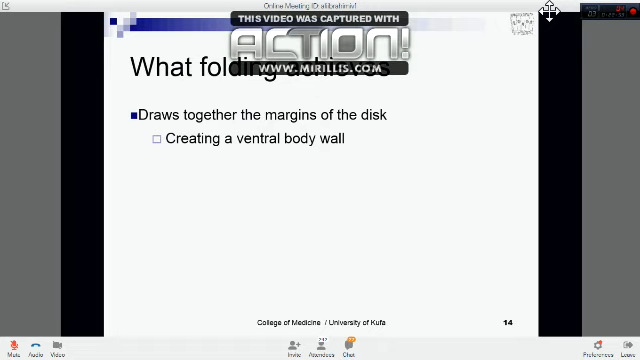 Online Meeting ID: aliibrahimivf
THIS VIDEO WAS CAPTURED WITH
ACTION!
WWW.MIRILLIS.COM
What folding achieves
Draws together the margins of the disk
Creating a ventral body wall
College of Medicine / University of Kufa
14
Mute
Audio
Video
Invite
Attendees
Chat
Preferences
Leave